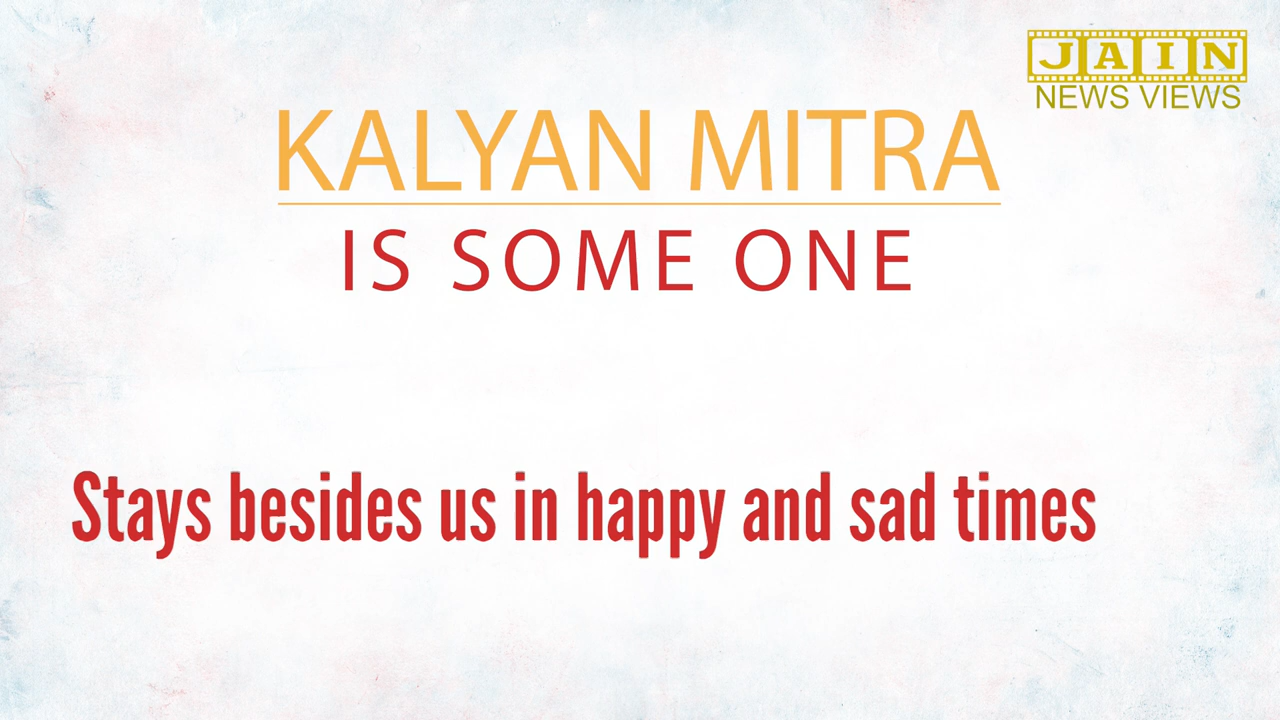 JAIN
NEWS VIEWS
KALYAN MITRA
IS SOME ONE
Stays besides us in happy and sad times